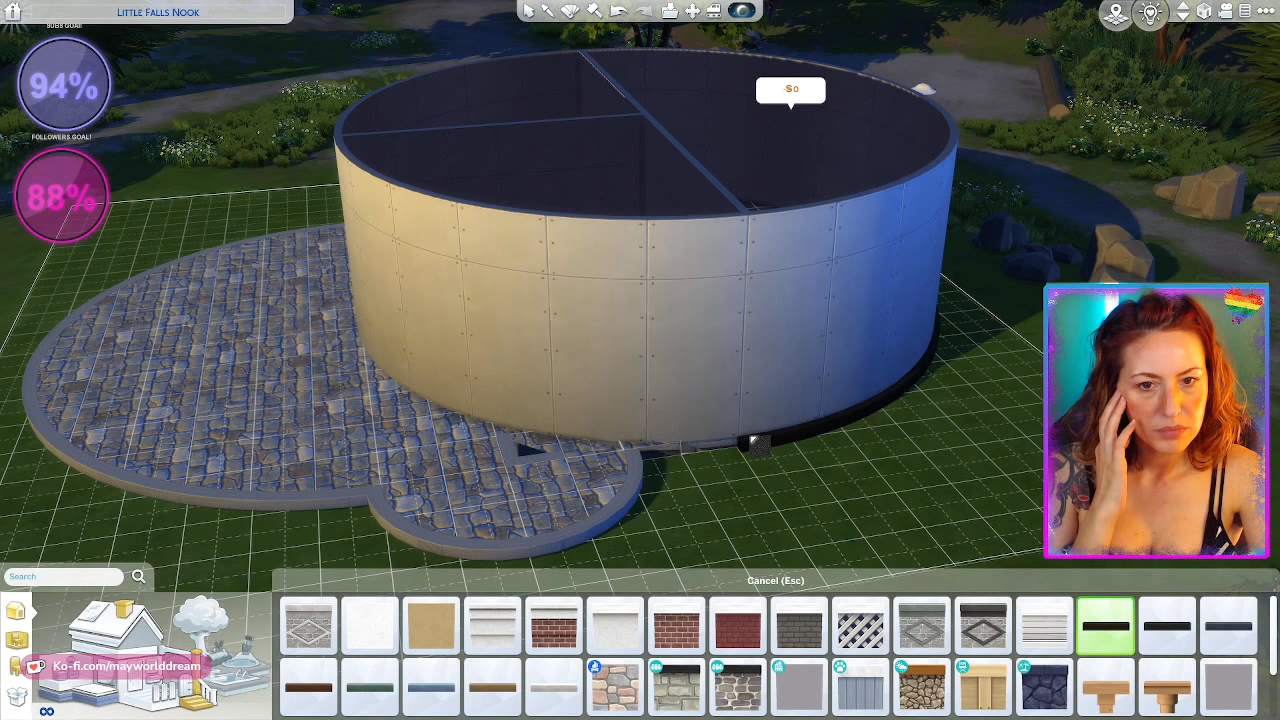 LITTLE FALLS NOOK
SUBS GOAL!
94%
FOLLOWERS GOAL!
88%
-§0
Cancel (Esc)
Search
Ko-fi.com/mayworlddream